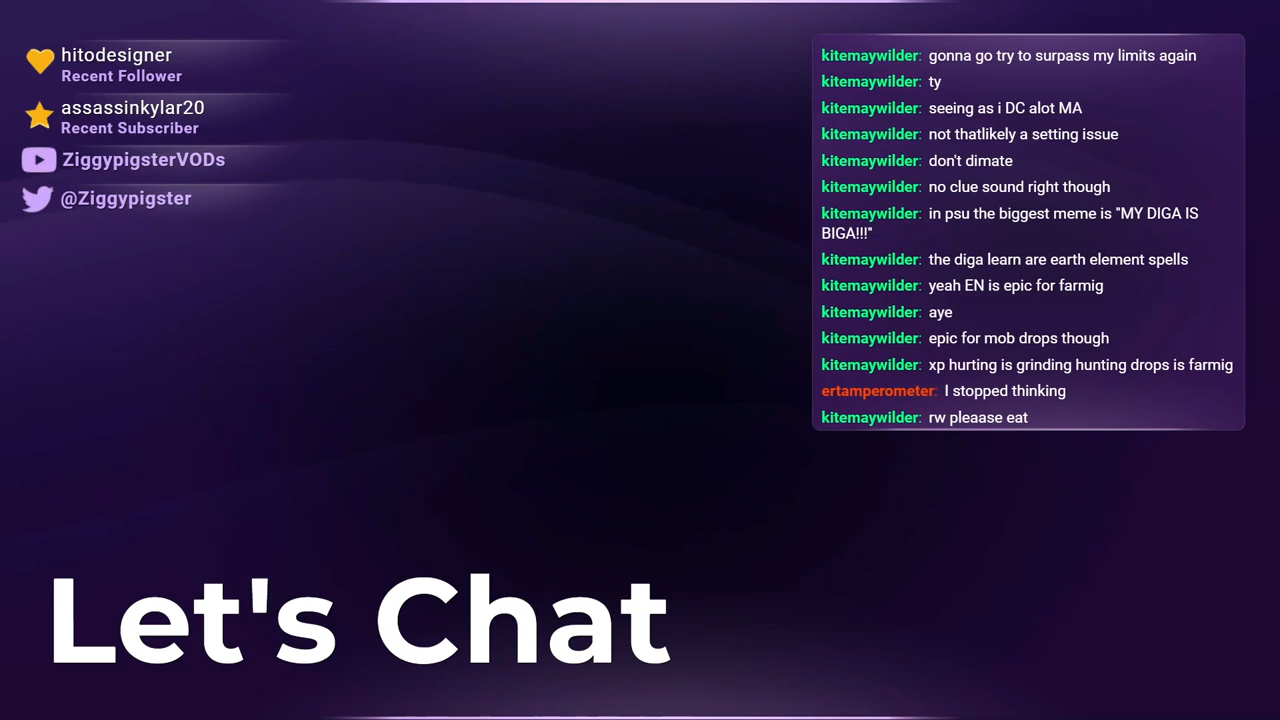 hitodesigner
Recent Follower
assassinkylar20
Recent Subscriber
ZiggypigsterVODs
@Ziggypigster
kitemaywilder: gonna go try to surpass my limits again
kitemaywilder: ty
kitemaywilder: seeing as i DC alot MA
kitemaywilder: not thatlikely a setting issue
kitemaywilder: don't dimate
kitemaywilder: no clue sound right though
kitemaywilder: in psu the biggest meme is "MY DIGA IS
BIGA!!!"
kitemaywilder: the diga learn are earth element spells
kitemaywilder: yeah EN is epic for farmig
kitemaywilder: aye
kitemaywilder: epic for mob drops though
kitemaywilder: xp hurting is grinding hunting drops is farmig
ertamperometer: I stopped thinking
kitemaywilder: rw pleaase eat
Let's Chat